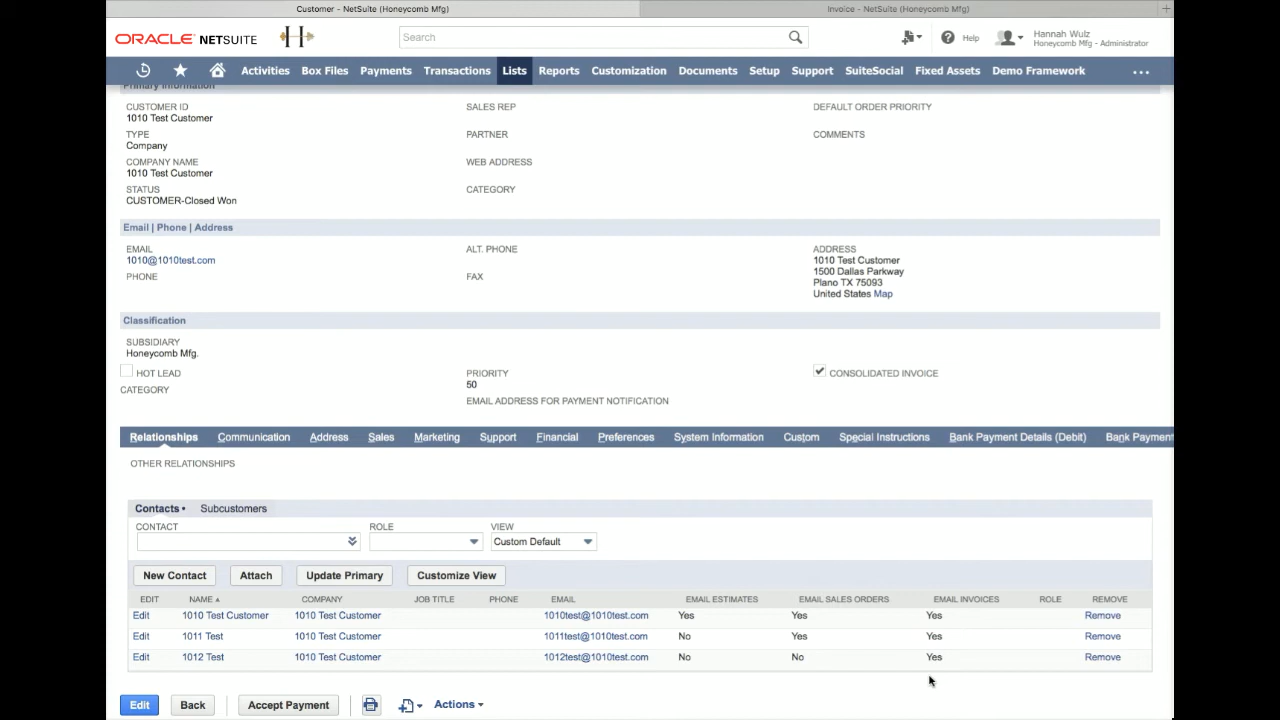 Customer - NetSuite (Honeycomb Mfg)
Invoice - NetSuite (Honeycomb Mfg)
+
ORACLE NETSUITE
H
Search
Help
Hannah Wulz
Honeycomb Mfg - Administrator
Activities Box Files Payments Transactions Lists Reports Customization Documents Setup Support SuiteSocial Fixed Assets Demo Framework ...
Primary Information
CUSTOMER ID
1010 Test Customer
TYPE
Company
COMPANY NAME
1010 Test Customer
STATUS
CUSTOMER-Closed Won
SALES REP
PARTNER
WEB ADDRESS
CATEGORY
DEFAULT ORDER PRIORITY
COMMENTS
Email | Phone | Address
EMAIL
1010@1010test.com
PHONE
ALT. PHONE
FAX
ADDRESS
1010 Test Customer
1500 Dallas Parkway
Plano TX 75093
United States Map
Classification
SUBSIDIARY
Honeycomb Mfg.
HOT LEAD
CATEGORY
PRIORITY
50
EMAIL ADDRESS FOR PAYMENT NOTIFICATION
CONSOLIDATED INVOICE
Relationships Communication Address Sales Marketing Support Financial Preferences System Information Custom Special Instructions Bank Payment Details (Debit) Bank Payment
OTHER RELATIONSHIPS
Contacts • Subcustomers
CONTACT ROLE VIEW
Custom Default
New Contact Attach Update Primary Customize View
EDIT NAME COMPANY JOB TITLE PHONE EMAIL EMAIL ESTIMATES EMAIL SALES ORDERS EMAIL INVOICES ROLE REMOVE
Edit 1010 Test Customer 1010 Test Customer 1010test@1010test.com Yes Yes Yes Remove
Edit 1011 Test 1010 Test Customer 1011test@1010test.com No Yes Yes Remove
Edit 1012 Test 1010 Test Customer 1012test@1010test.com No No Yes Remove
Edit Back Accept Payment Actions